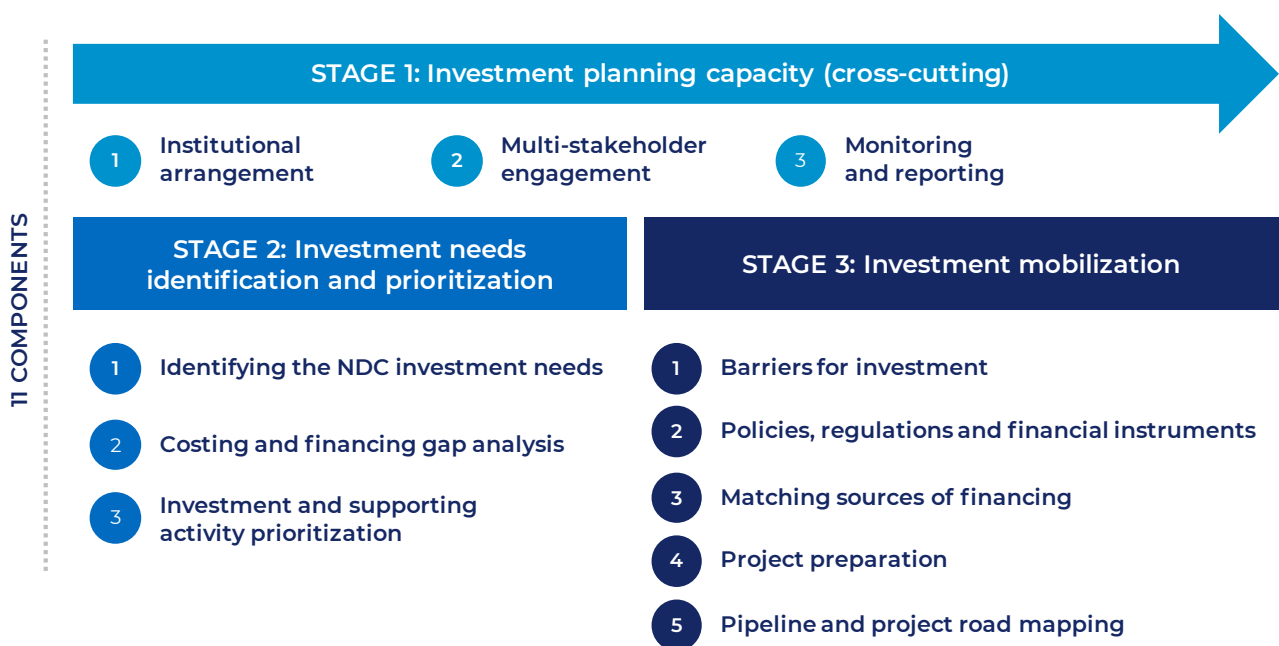 STAGE 1: Investment planning capacity (cross-cutting)
1
Institutional
arrangement
2
Multi-stakeholder
engagement
3
Monitoring
and reporting
11 COMPONENTS
STAGE 2: Investment needs
identification and prioritization
1
Identifying the NDC investment needs
2
Costing and financing gap analysis
3
Investment and supporting
activity prioritization
STAGE 3: Investment mobilization
1
Barriers for investment
2
Policies, regulations and financial instruments
3
Matching sources of financing
4
Project preparation
5
Pipeline and project road mapping